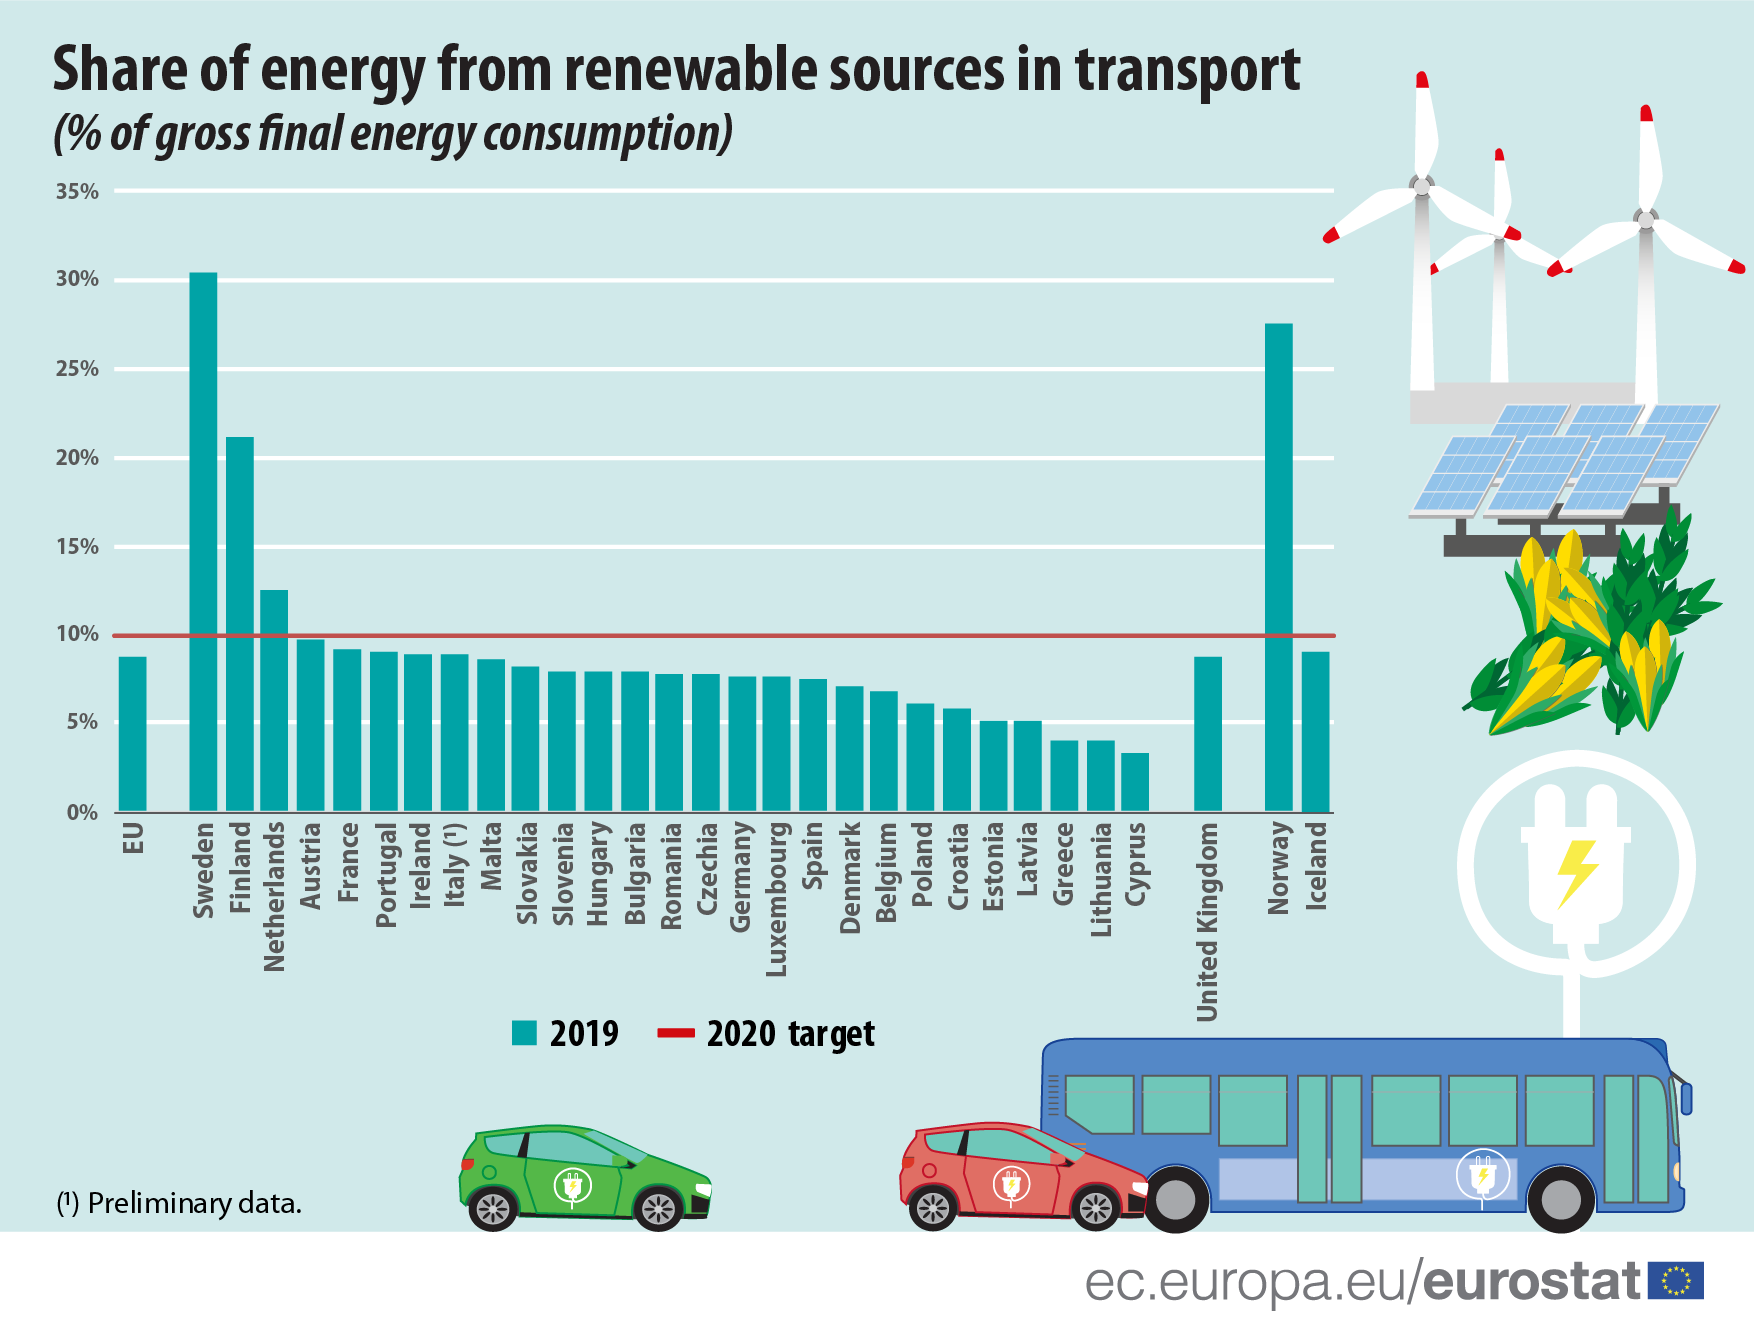 Share of energy from renewable sources in transport
(% of gross final energy consumption)
35%
30%
25%
20%
15%
10%
5%
0%
EU
Sweden
Finland
Netherlands
Austria
France
Portugal
Ireland
Italy (¹)
Malta
Slovakia
Slovenia
Hungary
Bulgaria
Romania
Czechia
Germany
Luxembourg
Spain
Denmark
Belgium
Poland
Croatia
Estonia
Latvia
Greece
Lithuania
Cyprus
United Kingdom
Norway
Iceland
2019
2020 target
(¹) Preliminary data.
ec.europa.eu/eurostat